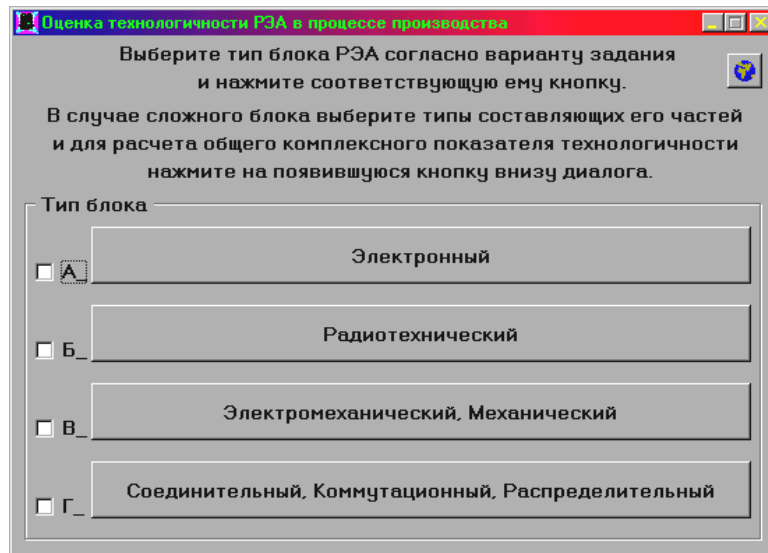 Оценка технологичности РЭА в процессе производства
Выберите тип блока РЭА согласно варианту задания
и нажмите соответствующую ему кнопку.
В случае сложного блока выберите типы составляющих его частей
и для расчета общего комплексного показателя технологичности
нажмите на появившуюся кнопку внизу диалога.
Тип блока
А_ Электронный
Б_ Радиотехнический
В_ Электромеханический, Механический
Г_ Соединительный, Коммутационный, Распределительный